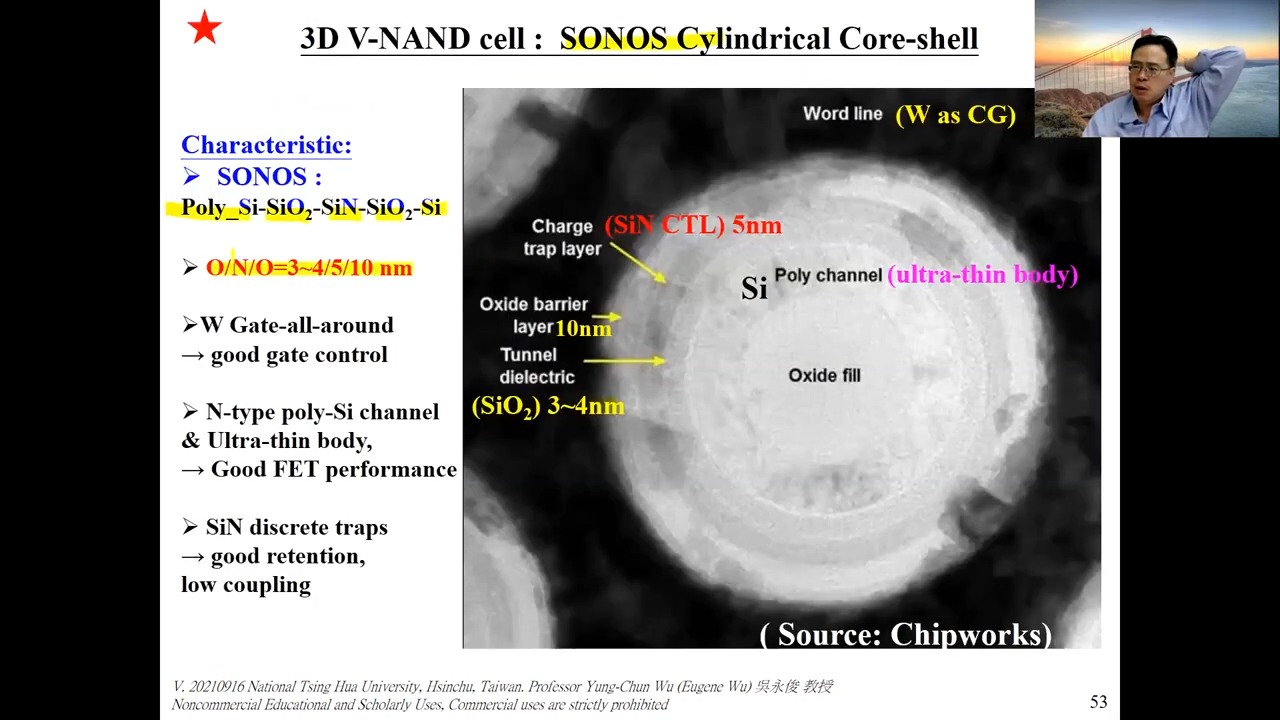 3D V-NAND cell : SONOS Cylindrical Core-shell
Characteristic:
➢ SONOS :
Poly_Si-SiO₂-SiN-SiO₂-Si
➢ O/N/O=3~4/5/10 nm
➢W Gate-all-around
→ good gate control
➢ N-type poly-Si channel
& Ultra-thin body,
→ Good FET performance
➢ SiN discrete traps
→ good retention,
low coupling
Word line (W as CG)
Charge (SiN CTL) 5nm
trap layer
Si Poly channel (ultra-thin body)
Oxide barrier
layer 10nm
Tunnel
dielectric
Oxide fill
(SiO₂) 3~4nm
( Source: Chipworks)
V. 20210916 National Tsing Hua University, Hsinchu, Taiwan. Professor Yung-Chun Wu (Eugene Wu) 吳永俊 教授
Noncommercial Educational and Scholarly Uses, Commercial uses are strictly prohibited
53